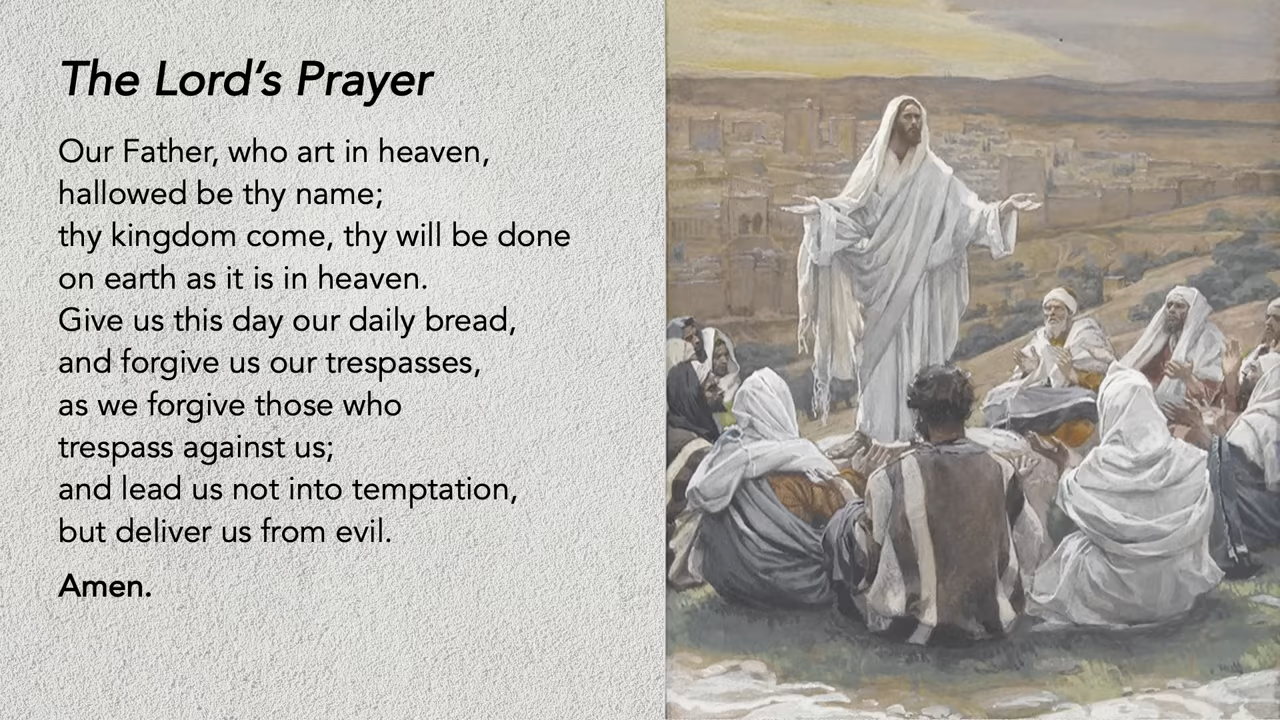 The Lord's Prayer
Our Father, who art in heaven,
hallowed be thy name;
thy kingdom come, thy will be done
on earth as it is in heaven.
Give us this day our daily bread,
and forgive us our trespasses,
as we forgive those who
trespass against us;
and lead us not into temptation,
but deliver us from evil.
Amen.